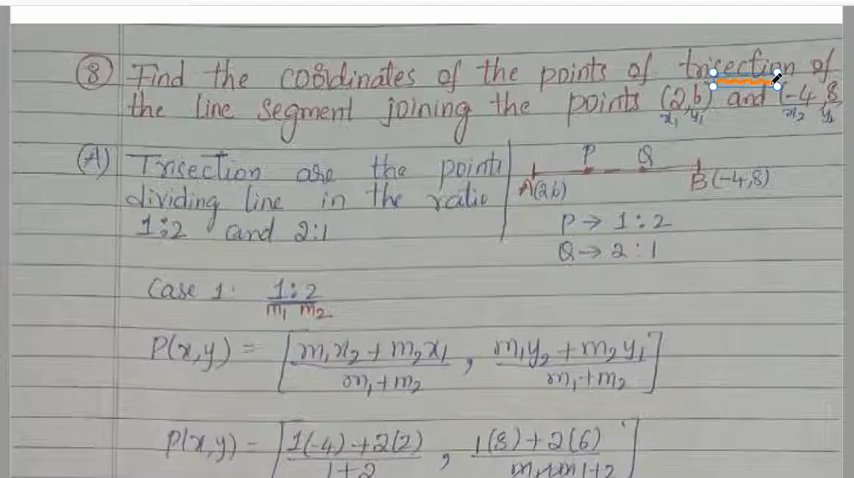 (8) Find the coordinates of the points of trisection of
the line segment joining the points (2,6) and (-4,8
x₁ y₁ x₂ y₂
(A) Trisection are the points
dividing line in the ratio
1:2 and 2:1
P Q
A(2,6) B(-4,8)
P → 1:2
Q → 2:1
Case 1: 1:2
m₁ m₂
P(x,y) = [m₁x₂ + m₂x₁ / m₁+m₂ , m₁y₂ + m₂y₁ / m₁+m₂]
P(x,y) = [1(-4)+2(2) / 1+2 , 1(8)+2(6) / 1+2]